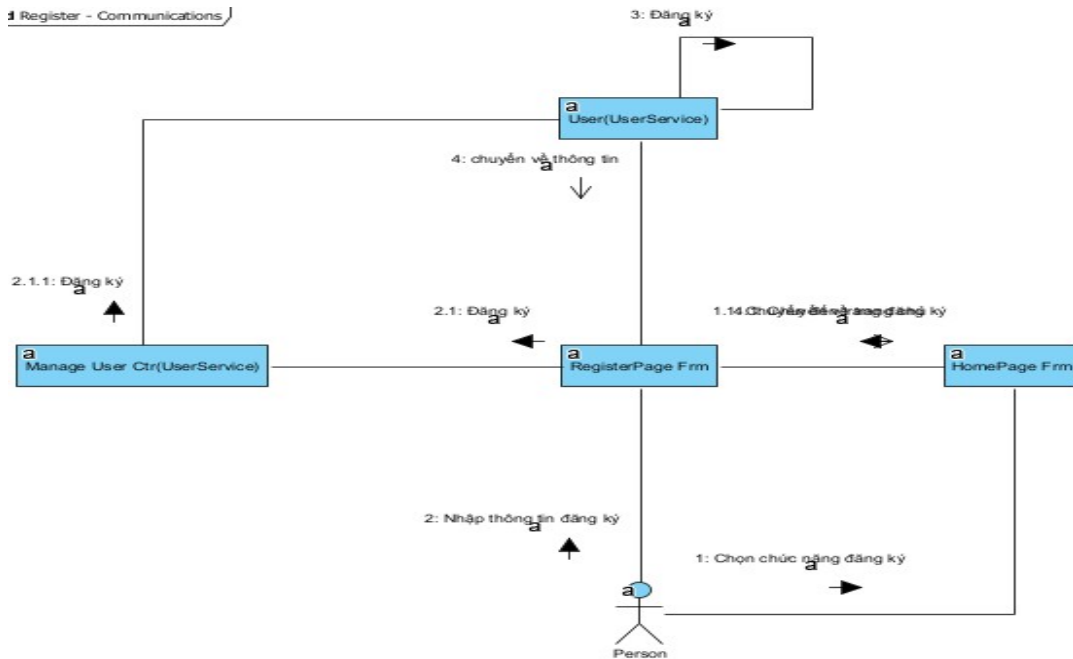 d Register - Communications
3: Đăng ký
a
a
User(UserService)
4: chuyển về thông tin
a
2.1.1: Đăng ký
a
2.1: Đăng ký
a
a
a
Manage User Ctr(UserService)
a
RegisterPage Frm
a
HomePage Frm
2: Nhập thông tin đăng ký
a
1: Chọn chức năng đăng ký
a
a
Person